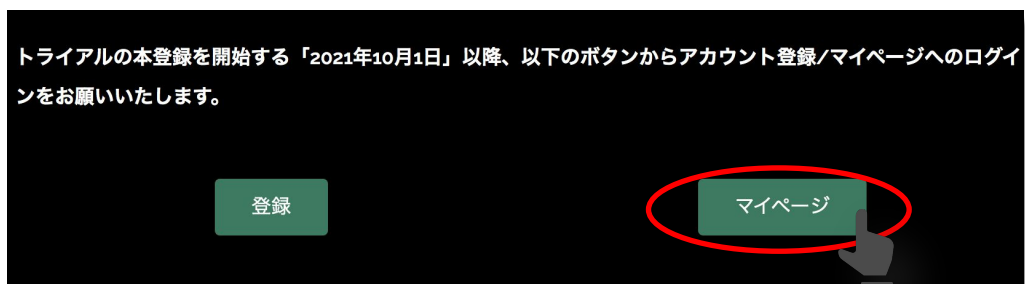 トライアルの本登録を開始する「2021年10月1日」以降、以下のボタンからアカウント登録/マイページへのログイ
ンをお願いいたします。
登録
マイページ